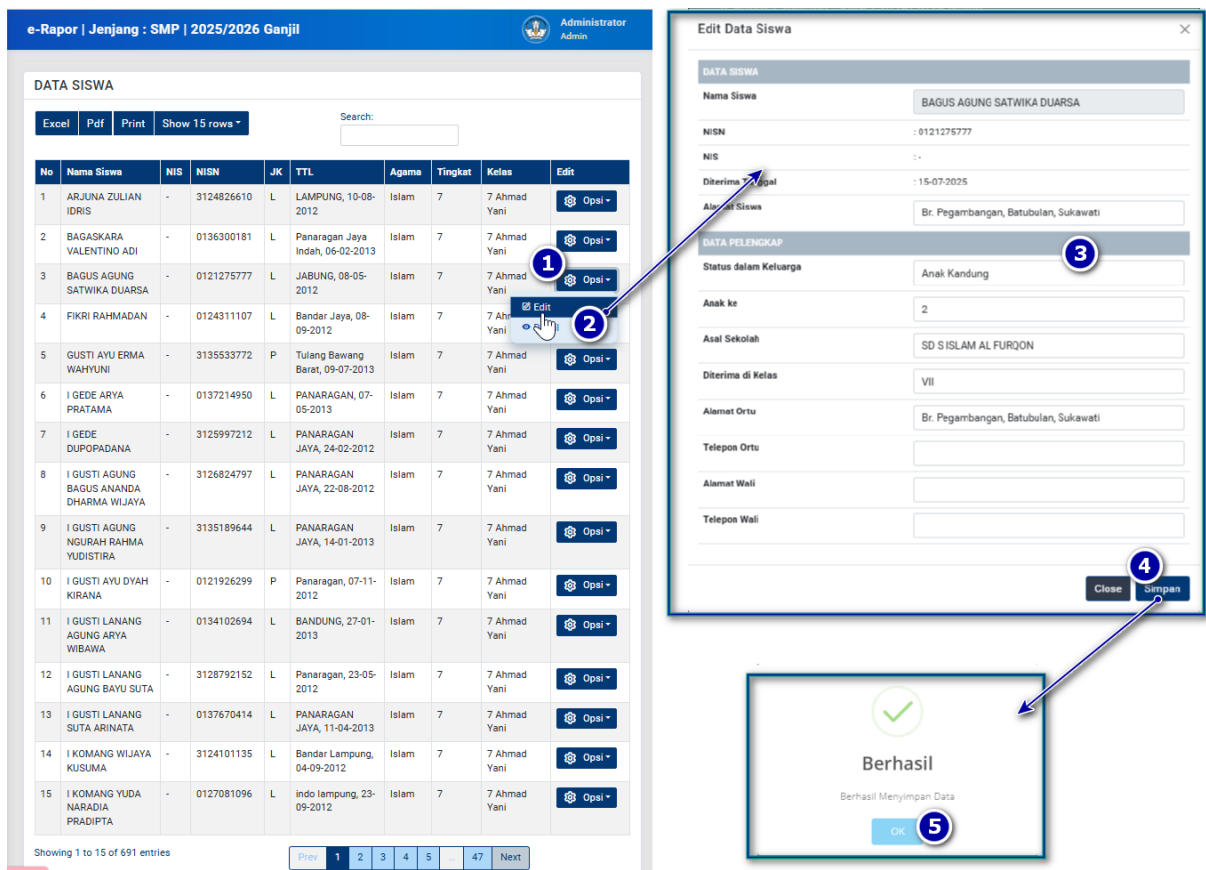 e-Rapor | Jenjang : SMP | 2025/2026 Ganjil
Administrator
Admin
DATA SISWA
Excel Pdf Print Show 15 rows
Search:
No Nama Siswa NIS NISN JK TTL Agama Tingkat Kelas Edit
1 ARJUNA ZULIAN - 3124826610 L LAMPUNG, 10-08- Islam 7 7 Ahmad Opsi
IDRIS 2012 Yani
2 BAGASKARA - 0136300181 L Panaragan Jaya Islam 7 7 Ahmad Opsi
VALENTINO ADI Indah, 06-02-2013 Yani
3 BAGUS AGUNG - 0121275777 L JABUNG, 08-05- Islam 7 7 Ahmad Opsi
SATWIKA DUARSA 2012 Yani
1
Edit
2
4 FIKRI RAHMADAN - 0124311107 L Bandar Jaya, 08- Islam 7
09-2012 Yani
5 GUSTI AYU ERMA - 3135533772 P Tulang Bawang Islam 7 7 Ahmad Opsi
WAHYUNI Barat, 09-07-2013 Yani
6 I GEDE ARYA - 0137214950 L PANARAGAN, 07- Islam 7 7 Ahmad Opsi
PRATAMA 05-2013 Yani
7 I GEDE - 3125997212 L PANARAGAN Islam 7 7 Ahmad Opsi
DUPOPADANA JAYA, 24-02-2012 Yani
8 I GUSTI AGUNG - 3126824797 L PANARAGAN Islam 7 7 Ahmad Opsi
BAGUS ANANDA JAYA, 22-08-2012 Yani
DHARMA WIJAYA
9 I GUSTI AGUNG - 3135189644 L PANARAGAN Islam 7 7 Ahmad Opsi
NGURAH RAHMA JAYA, 14-01-2013 Yani
YUDISTIRA
10 I GUSTI AYU DYAH - 0121926299 P Panaragan, 07-11- Islam 7 7 Ahmad Opsi
KIRANA 2012 Yani
11 I GUSTI LANANG - 0134102694 L BANDUNG, 27-01- Islam 7 7 Ahmad Opsi
AGUNG ARYA 2013 Yani
WIBAWA
12 I GUSTI LANANG - 3128792152 L Panaragan, 23-05- Islam 7 7 Ahmad Opsi
AGUNG BAYU SUTA 2012 Yani
13 I GUSTI LANANG - 0137670414 L PANARAGAN Islam 7 7 Ahmad Opsi
SUTA ARINATA JAYA, 11-04-2013 Yani
14 I KOMANG WIJAYA - 3124101135 L Bandar Lampung, Islam 7 7 Ahmad Opsi
KUSUMA 04-09-2012 Yani
15 I KOMANG YUDA - 0127081096 L indo lampung, 23- Islam 7 7 Ahmad Opsi
NARADIA 09-2012 Yani
PRADIPTA
Showing 1 to 15 of 691 entries
Prev 1 2 3 4 5 ... 47 Next
Edit Data Siswa ×
DATA SISWA
Nama Siswa BAGUS AGUNG SATWIKA DUARSA
NISN : 0121275777
NIS : -
Diterima Tanggal : 15-07-2025
Alamat Siswa Br. Pegambangan, Batubulan, Sukawati
DATA PELENGKAP
3
Status dalam Keluarga Anak Kandung
Anak ke 2
Asal Sekolah SD S ISLAM AL FURQON
Diterima di Kelas VII
Alamat Ortu Br. Pegambangan, Batubulan, Sukawati
Telepon Ortu
Alamat Wali
Telepon Wali
4
Close Simpan
Berhasil
Berhasil Menyimpan Data
OK 5